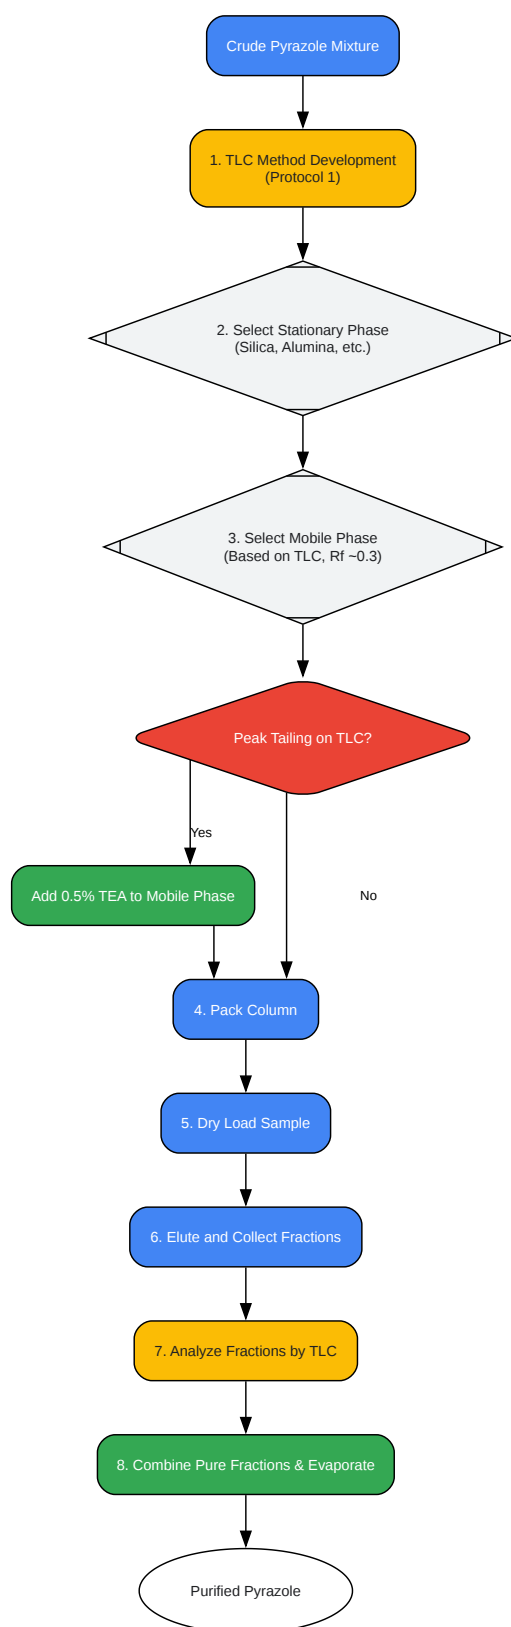 Crude Pyrazole Mixture
1. TLC Method Development
(Protocol 1)
2. Select Stationary Phase
(Silica, Alumina, etc.)
3. Select Mobile Phase
(Based on TLC, Rf ~0.3)
Peak Tailing on TLC?
Yes
Add 0.5% TEA to Mobile Phase
No
4. Pack Column
5. Dry Load Sample
6. Elute and Collect Fractions
7. Analyze Fractions by TLC
8. Combine Pure Fractions & Evaporate
Purified Pyrazole